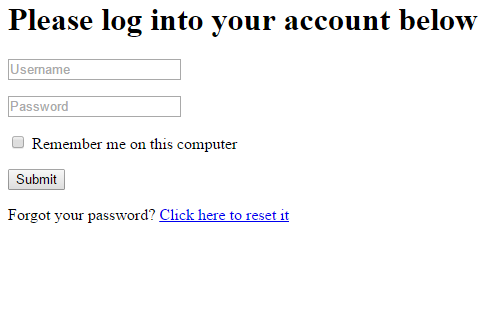 Please log into your account below
Username
Password
Remember me on this computer
Submit
Forgot your password? Click here to reset it